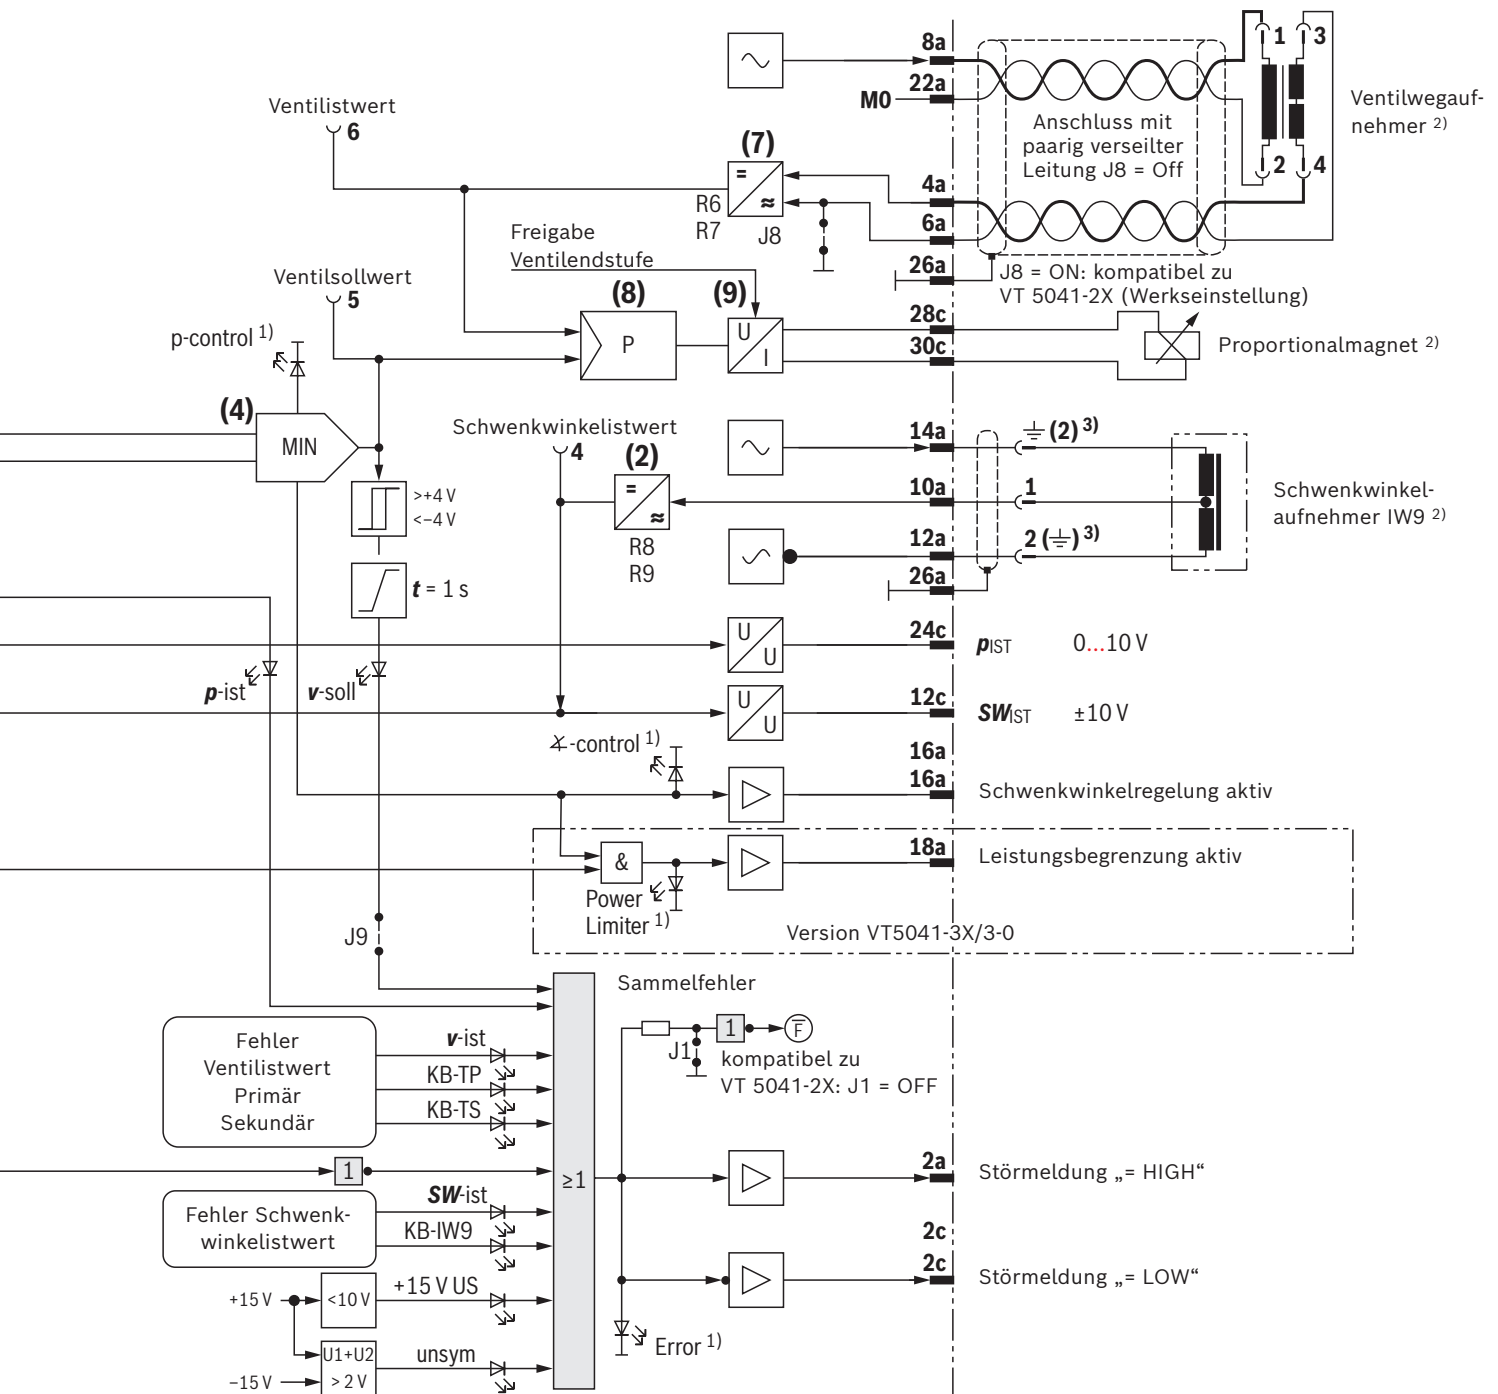 8a
22a
M0
1
3
Ventilwegauf-
nehmer 2)
Anschluss mit
paarig verseilter
Leitung J8 = Off
2
4
Ventilistwert
6
(7)
=
≈
R6
R7
J8
4a
6a
26a
J8 = ON: kompatibel zu
VT 5041-2X (Werkseinstellung)
Freigabe
Ventilendstufe
Ventilsollwert
5
(8)
P
(9)
U
I
28c
30c
Proportionalmagnet 2)
p-control 1)
(4)
MIN
>+4 V
<–4 V
t = 1 s
Schwenkwinkelistwert
4
(2)
=
≈
R8
R9
14a
(2) 3)
10a
1
12a
2 (⏚) 3)
26a
Schwenkwinkel-
aufnehmer IW9 2)
U
U
24c
pIST 0...10 V
p-ist
v-soll
U
U
12c
SWIST ±10 V
∡-control 1)
16a
16a
Schwenkwinkelregelung aktiv
&
Power
Limiter 1)
18a
Leistungsbegrenzung aktiv
Version VT5041-3X/3-0
J9
Sammelfehler
≥1
J1
1
F̅
kompatibel zu
VT 5041-2X: J1 = OFF
Fehler
Ventilistwert
Primär
Sekundär
v-ist
KB-TP
KB-TS
1
2a
Störmeldung „= HIGH“
Fehler Schwenk-
winkelistwert
SW-ist
KB-IW9
2c
2c
Störmeldung „= LOW“
+15 V
<10 V
+15 V US
Error 1)
U1+U2
> 2 V
unsym
–15 V